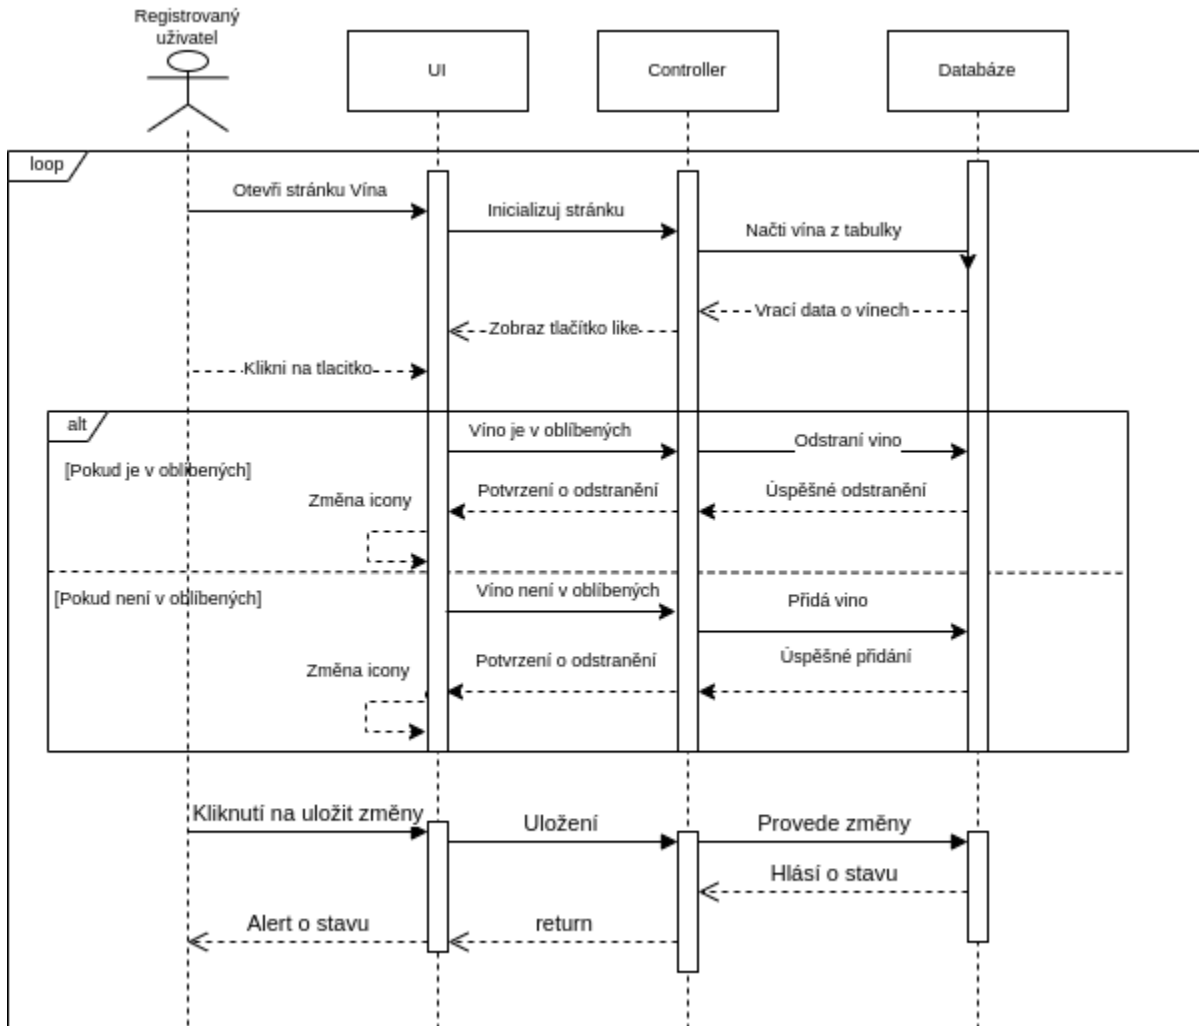 Registrovaný
uživatel
UI
Controller
Databáze
loop
Otevři stránku Vína
Inicializuj stránku
Načti vína z tabulky
Vrací data o vínech
Zobraz tlačítko like
Klikni na tlacitko
alt
[Pokud je v oblíbených]
Víno je v oblíbených
Odstraní vino
Potvrzení o odstranění
Úspěšné odstranění
Změna icony
[Pokud není v oblíbených]
Víno není v oblíbených
Přidá vino
Potvrzení o odstranění
Úspěšné přidání
Změna icony
Kliknutí na uložit změny
Uložení
Provede změny
Hlásí o stavu
Alert o stavu
return